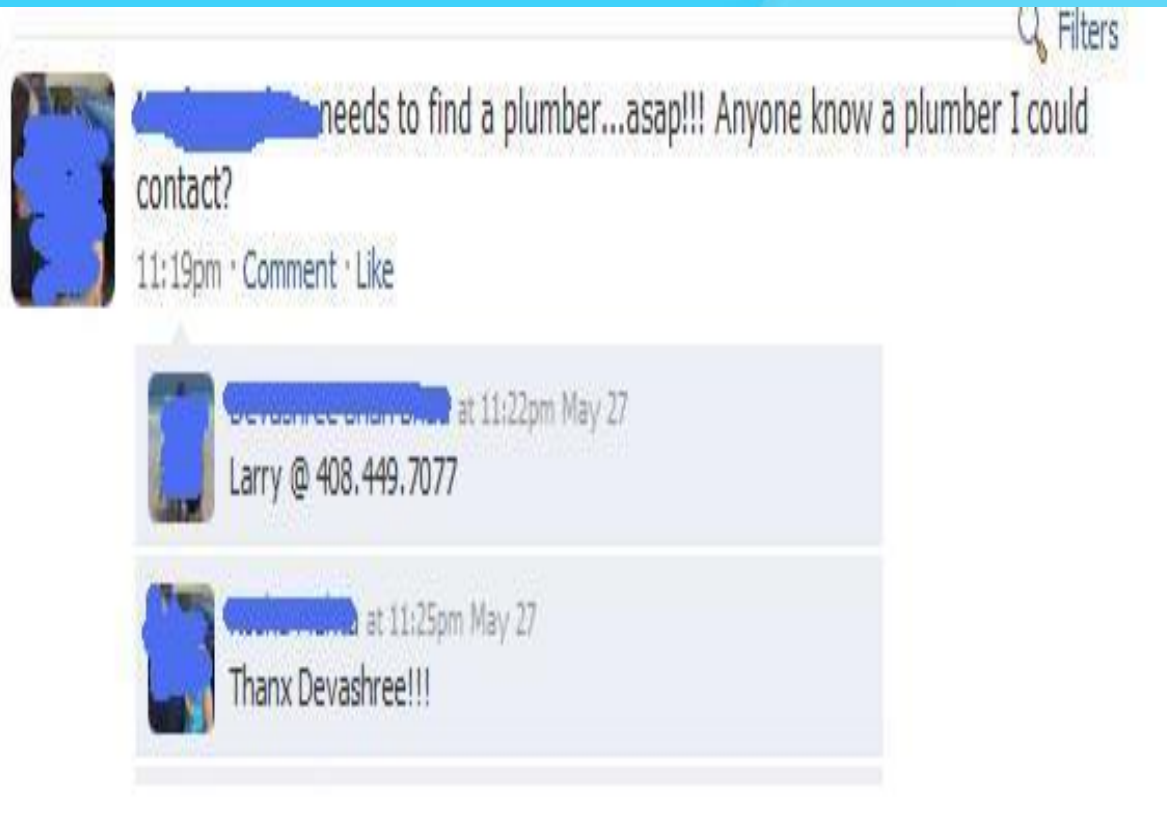 Filters
needs to find a plumber...asap!!! Anyone know a plumber I could
contact?
11:19pm · Comment · Like
at 11:22pm May 27
Larry @ 408.449.7077
at 11:25pm May 27
Thanx Devashree!!!